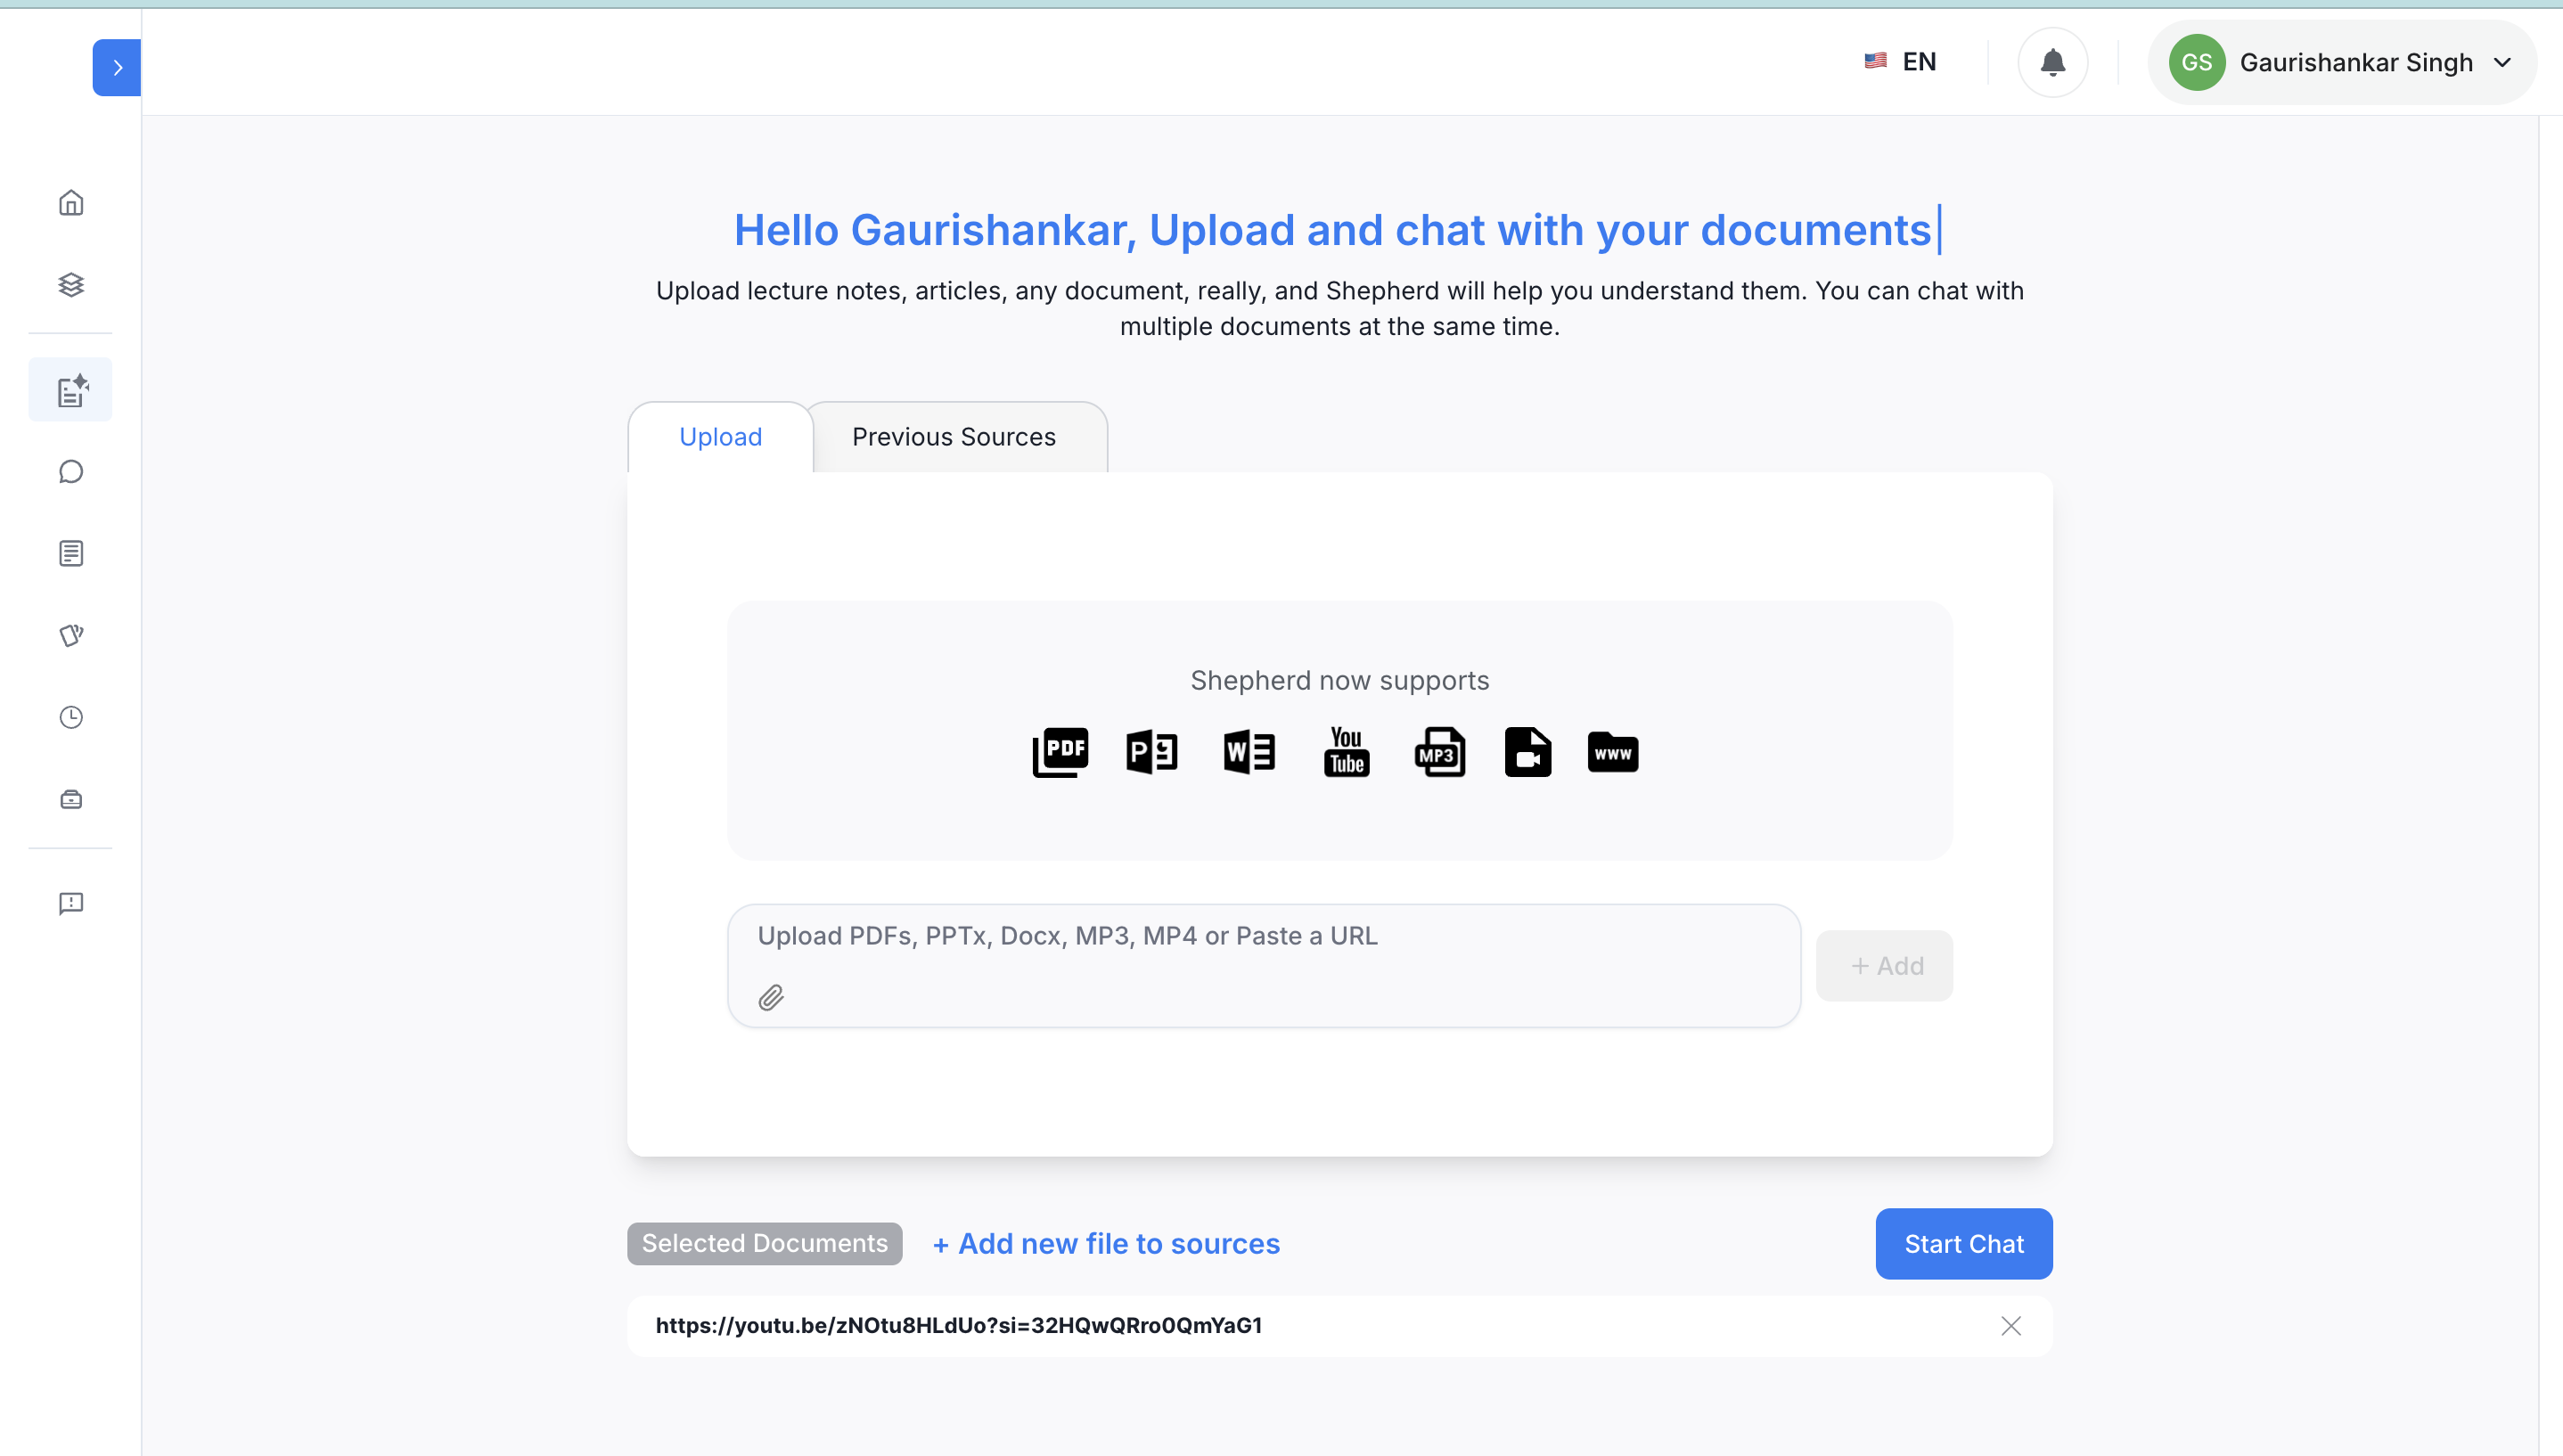 EN
GS
Gaurishankar Singh
Hello Gaurishankar, Upload and chat with your documents
Upload lecture notes, articles, any document, really, and Shepherd will help you understand them. You can chat with
multiple documents at the same time.
Upload
Previous Sources
Shepherd now supports
PDF
P
W
You
Tube
MP3
www
Upload PDFs, PPTx, Docx, MP3, MP4 or Paste a URL
+ Add
Selected Documents
+ Add new file to sources
Start Chat
https://youtu.be/zNOtu8HLdUo?si=32HQwQRro0QmYaG1